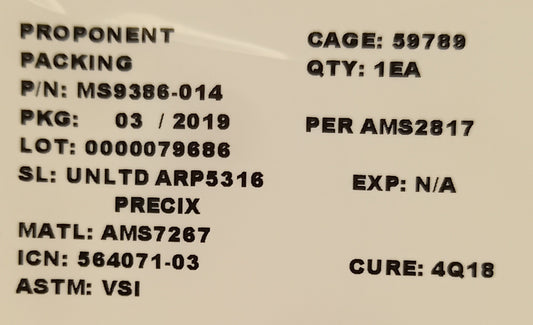 PROPONENT CAGE: 59789
PACKING QTY: 1EA
P/N: MS9386-014
PKG: 03 / 2019 PER AMS2817
LOT: 0000079686
SL: UNLTD ARP5316 EXP: N/A
PRECIX
MATL: AMS7267
ICN: 564071-03 CURE: 4Q18
ASTM: VSI